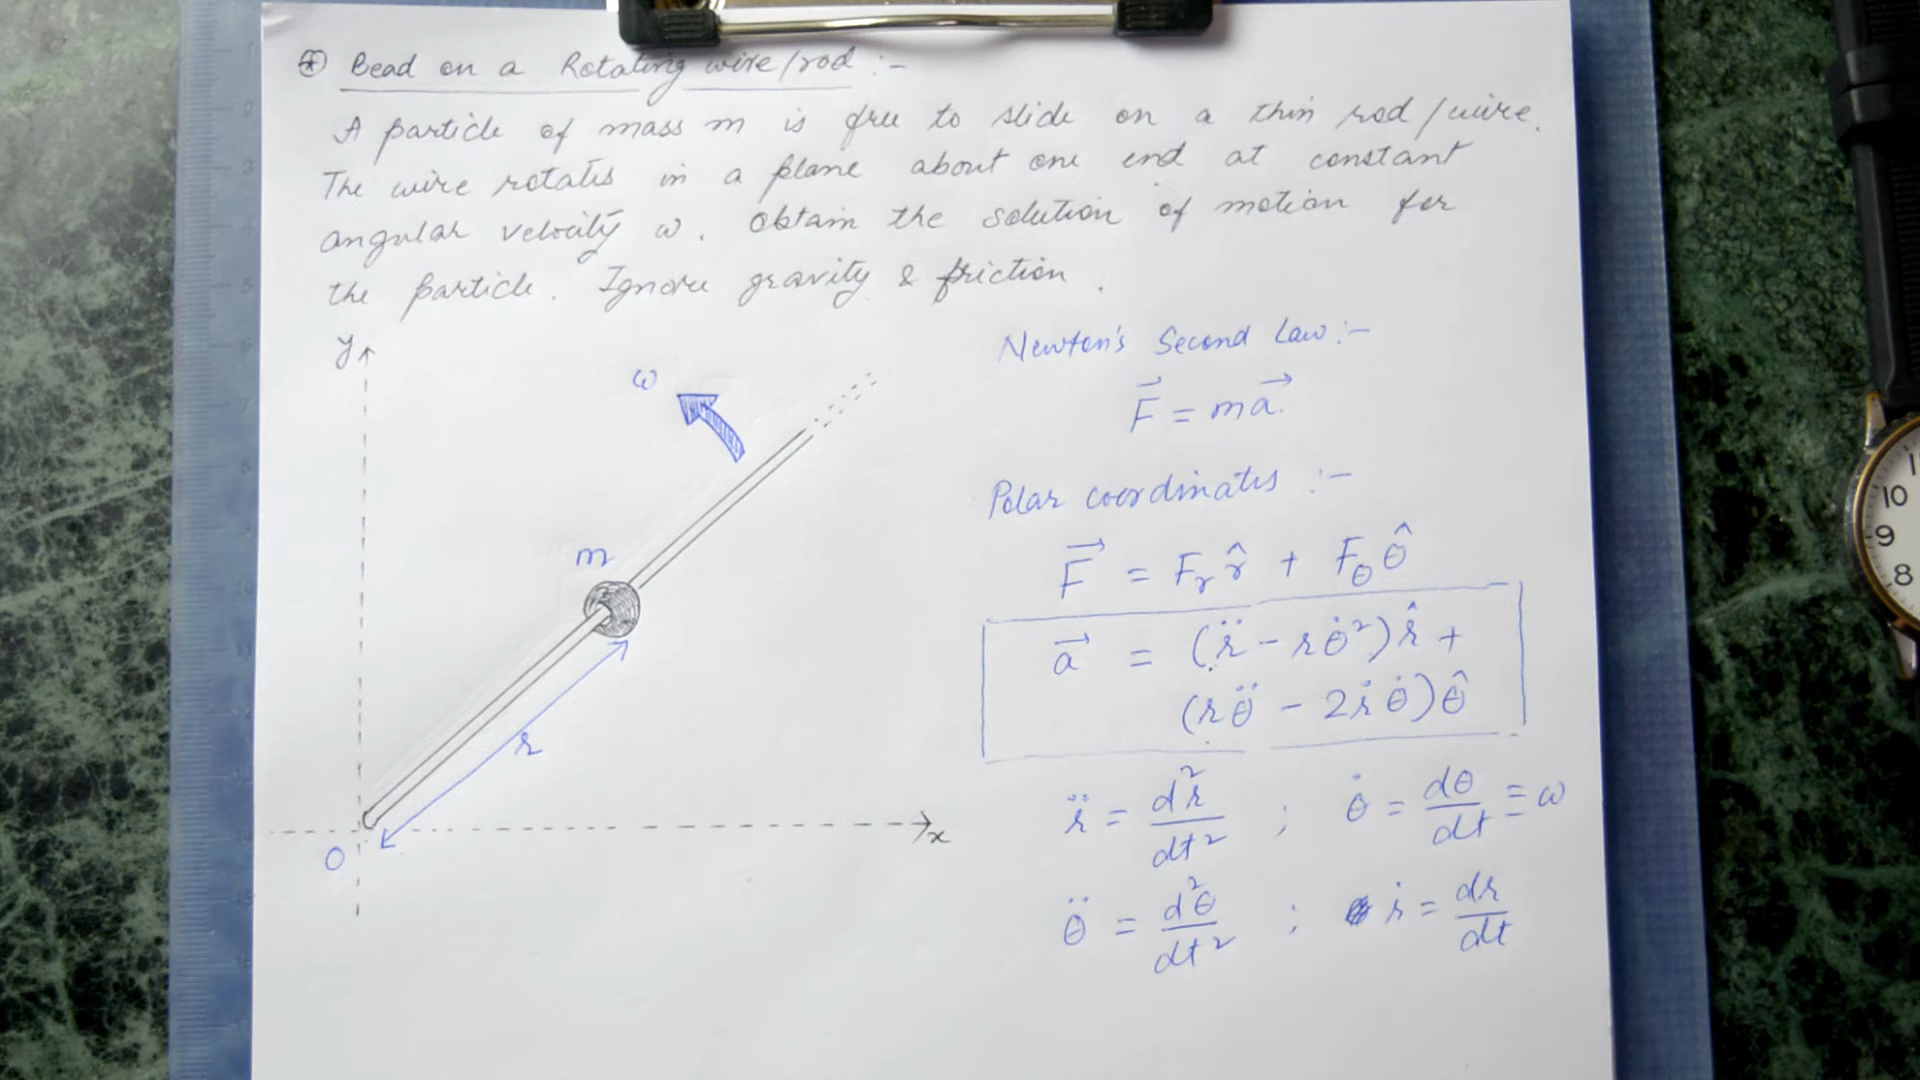 ⊛ Bead on a Rotating wire/rod :-
A particle of mass m is free to slide on a thin rod/wire.
The wire rotates in a plane about one end at constant
angular velocity ω. Obtain the solution of motion for
the particle. Ignore gravity & friction.
y
ω
m
r
O
x
Newton's Second Law :-
F⃗ = ma⃗.
Polar coordinates :-
F⃗ = F_r r̂ + F_θ θ̂
a⃗ = (r̈ - rθ̇²) r̂ +
(rθ̈ - 2ṙθ̇) θ̂
r̈ = d²r/dt² ; θ̇ = dθ/dt = ω
θ̈ = d²θ/dt² ; ṙ = dr/dt
10
9
8